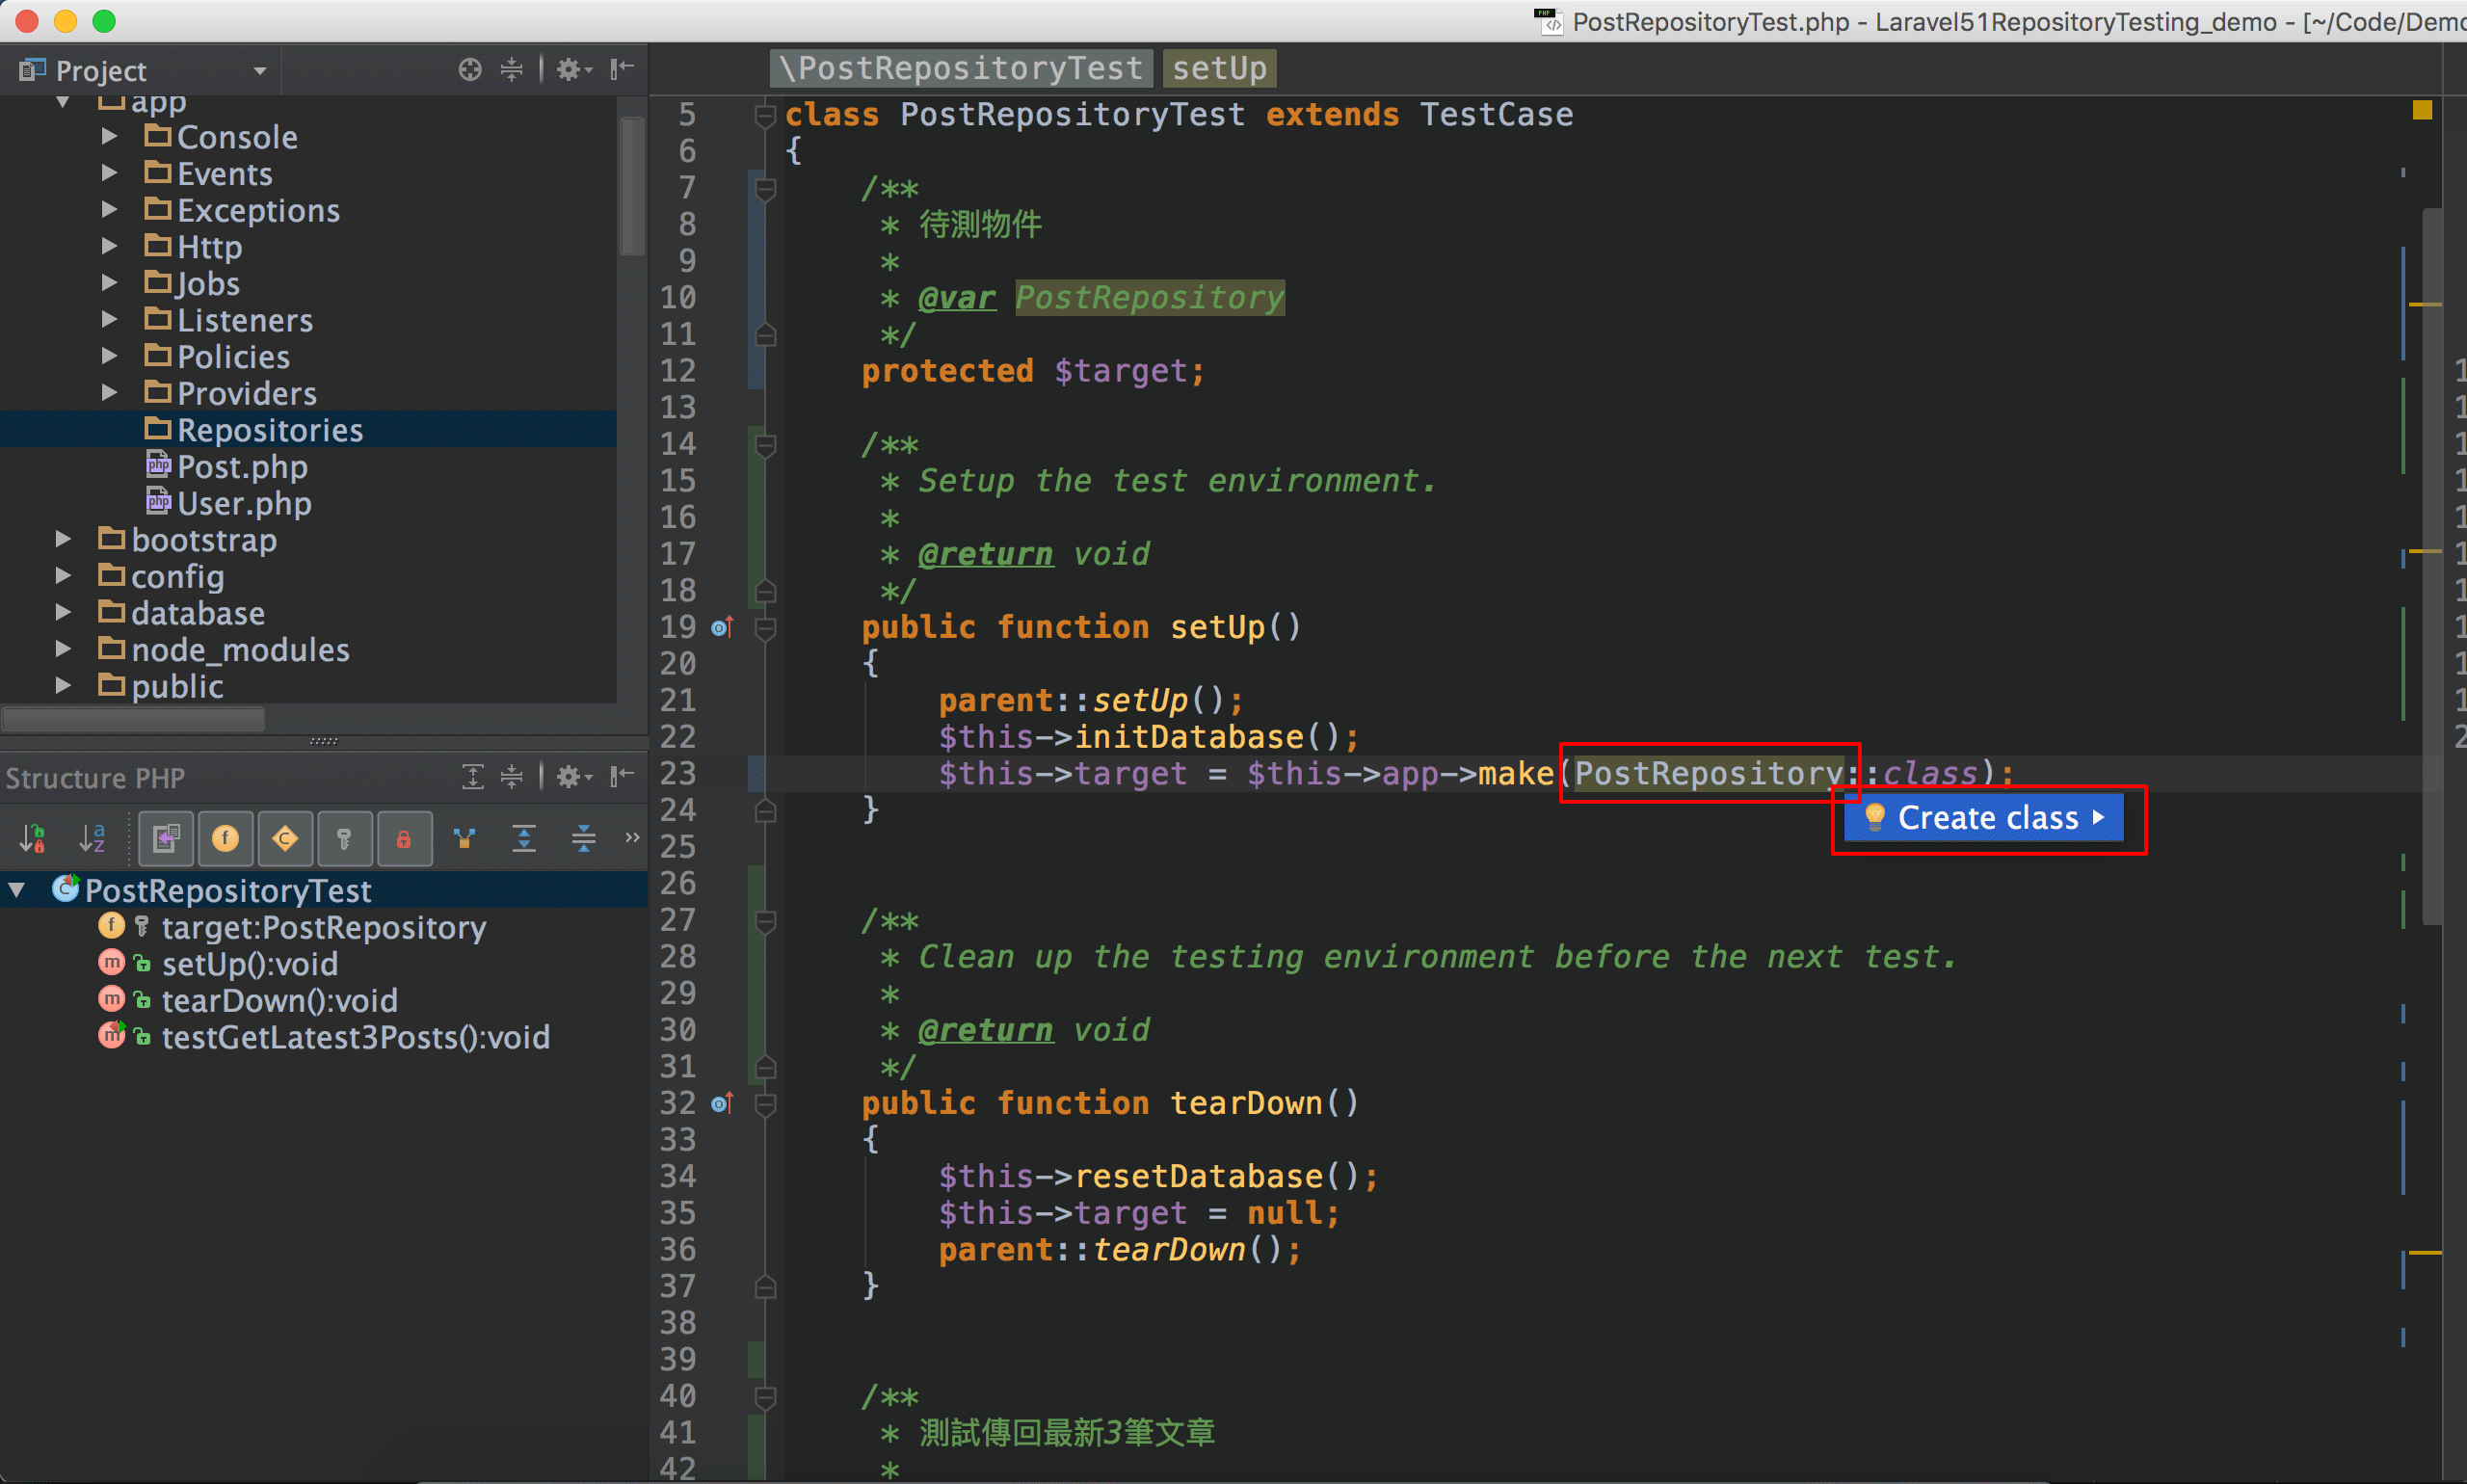 PostRepositoryTest.php - Laravel51RepositoryTesting_demo - [~/Code/Demo
Project
app
Console
Events
Exceptions
Http
Jobs
Listeners
Policies
Providers
Repositories
Post.php
User.php
bootstrap
config
database
node_modules
public
Structure PHP
PostRepositoryTest
target:PostRepository
setUp():void
tearDown():void
testGetLatest3Posts():void
\PostRepositoryTest setUp
5 class PostRepositoryTest extends TestCase
6 {
7 /**
8 * 待測物件
9 *
10 * @var PostRepository
11 */
12 protected $target;
13
14 /**
15 * Setup the test environment.
16 *
17 * @return void
18 */
19 public function setUp()
20 {
21 parent::setUp();
22 $this->initDatabase();
23 $this->target = $this->app->make(PostRepository::class);
Create class
24 }
25
26
27 /**
28 * Clean up the testing environment before the next test.
29 *
30 * @return void
31 */
32 public function tearDown()
33 {
34 $this->resetDatabase();
35 $this->target = null;
36 parent::tearDown();
37 }
38
39
40 /**
41 * 測試傳回最新3筆文章
42 *